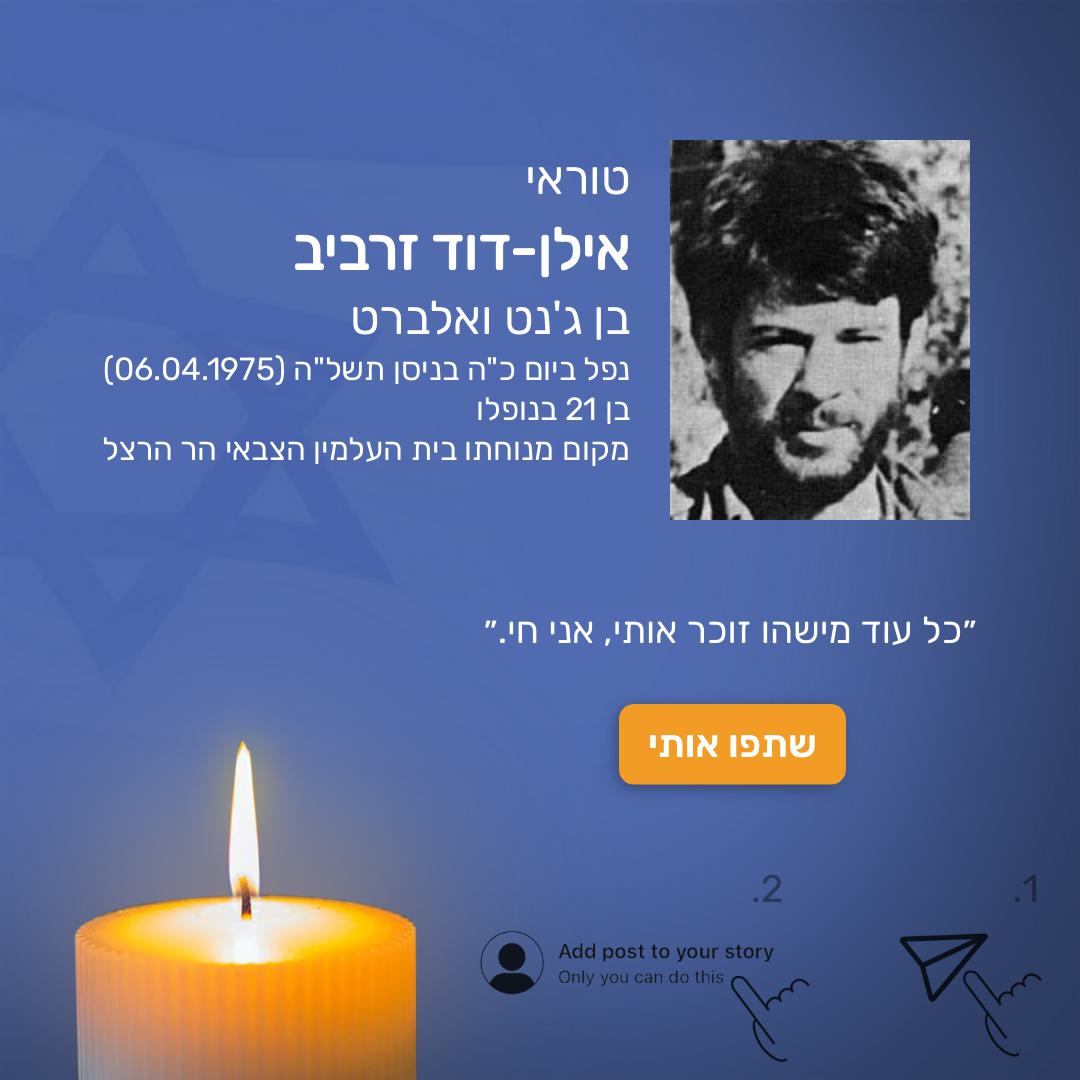 טוראי
אילן-דוד זרביב
בן ג'נט ואלברט
נפל ביום כ"ה בניסן תשל"ה (06.04.1975)
בן 21 בנופלו
מקום מנוחתו בית העלמין הצבאי הר הרצל
״כל עוד מישהו זוכר אותי, אני חי.״
שתפו אותי
1.
2.
Add post to your story
Only you can do this